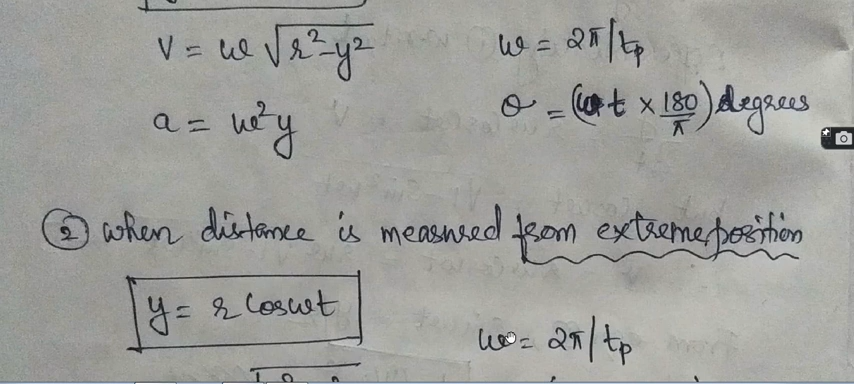 v = ω √r²-y²
ω = 2π/tp
a = ω²y
θ = (ωt × 180/π) degrees
② when distance is measured from extreme position
y = r cosωt
ω = 2π/tp